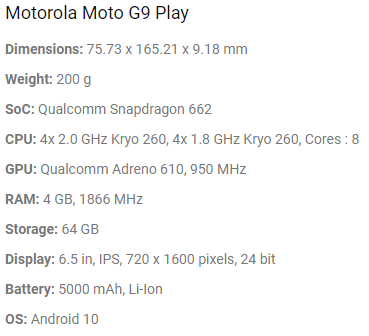 Motorola Moto G9 Play
Dimensions: 75.73 x 165.21 x 9.18 mm
Weight: 200 g
SoC: Qualcomm Snapdragon 662
CPU: 4x 2.0 GHz Kryo 260, 4x 1.8 GHz Kryo 260, Cores : 8
GPU: Qualcomm Adreno 610, 950 MHz
RAM: 4 GB, 1866 MHz
Storage: 64 GB
Display: 6.5 in, IPS, 720 x 1600 pixels, 24 bit
Battery: 5000 mAh, Li-Ion
OS: Android 10